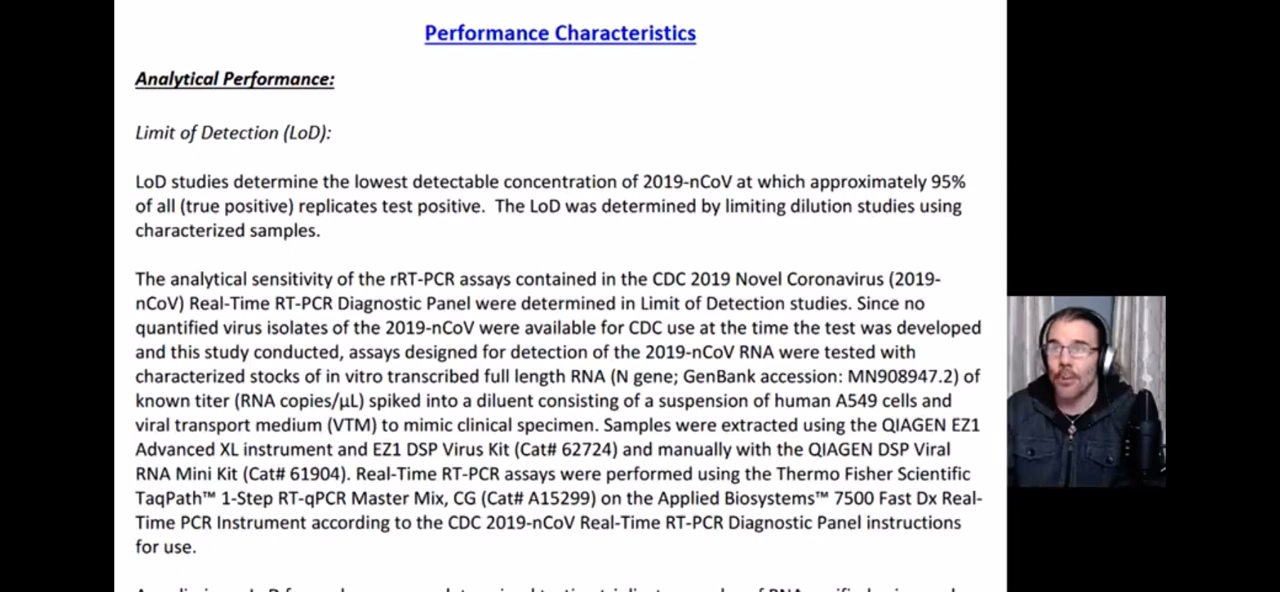 Performance Characteristics
Analytical Performance:
Limit of Detection (LoD):
LoD studies determine the lowest detectable concentration of 2019-nCoV at which approximately 95%
of all (true positive) replicates test positive.  The LoD was determined by limiting dilution studies using
characterized samples.
The analytical sensitivity of the rRT-PCR assays contained in the CDC 2019 Novel Coronavirus (2019-
nCoV) Real-Time RT-PCR Diagnostic Panel were determined in Limit of Detection studies. Since no
quantified virus isolates of the 2019-nCoV were available for CDC use at the time the test was developed
and this study conducted, assays designed for detection of the 2019-nCoV RNA were tested with
characterized stocks of in vitro transcribed full length RNA (N gene; GenBank accession: MN908947.2) of
known titer (RNA copies/µL) spiked into a diluent consisting of a suspension of human A549 cells and
viral transport medium (VTM) to mimic clinical specimen. Samples were extracted using the QIAGEN EZ1
Advanced XL instrument and EZ1 DSP Virus Kit (Cat# 62724) and manually with the QIAGEN DSP Viral
RNA Mini Kit (Cat# 61904). Real-Time RT-PCR assays were performed using the Thermo Fisher Scientific
TaqPath™ 1-Step RT-qPCR Master Mix, CG (Cat# A15299) on the Applied Biosystems™ 7500 Fast Dx Real-
Time PCR Instrument according to the CDC 2019-nCoV Real-Time RT-PCR Diagnostic Panel instructions
for use.